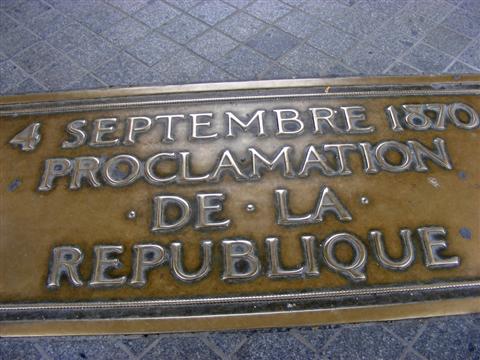 4 SEPTEMBRE 1870
PROCLAMATION
· DE · LA ·
REPUBLIQUE